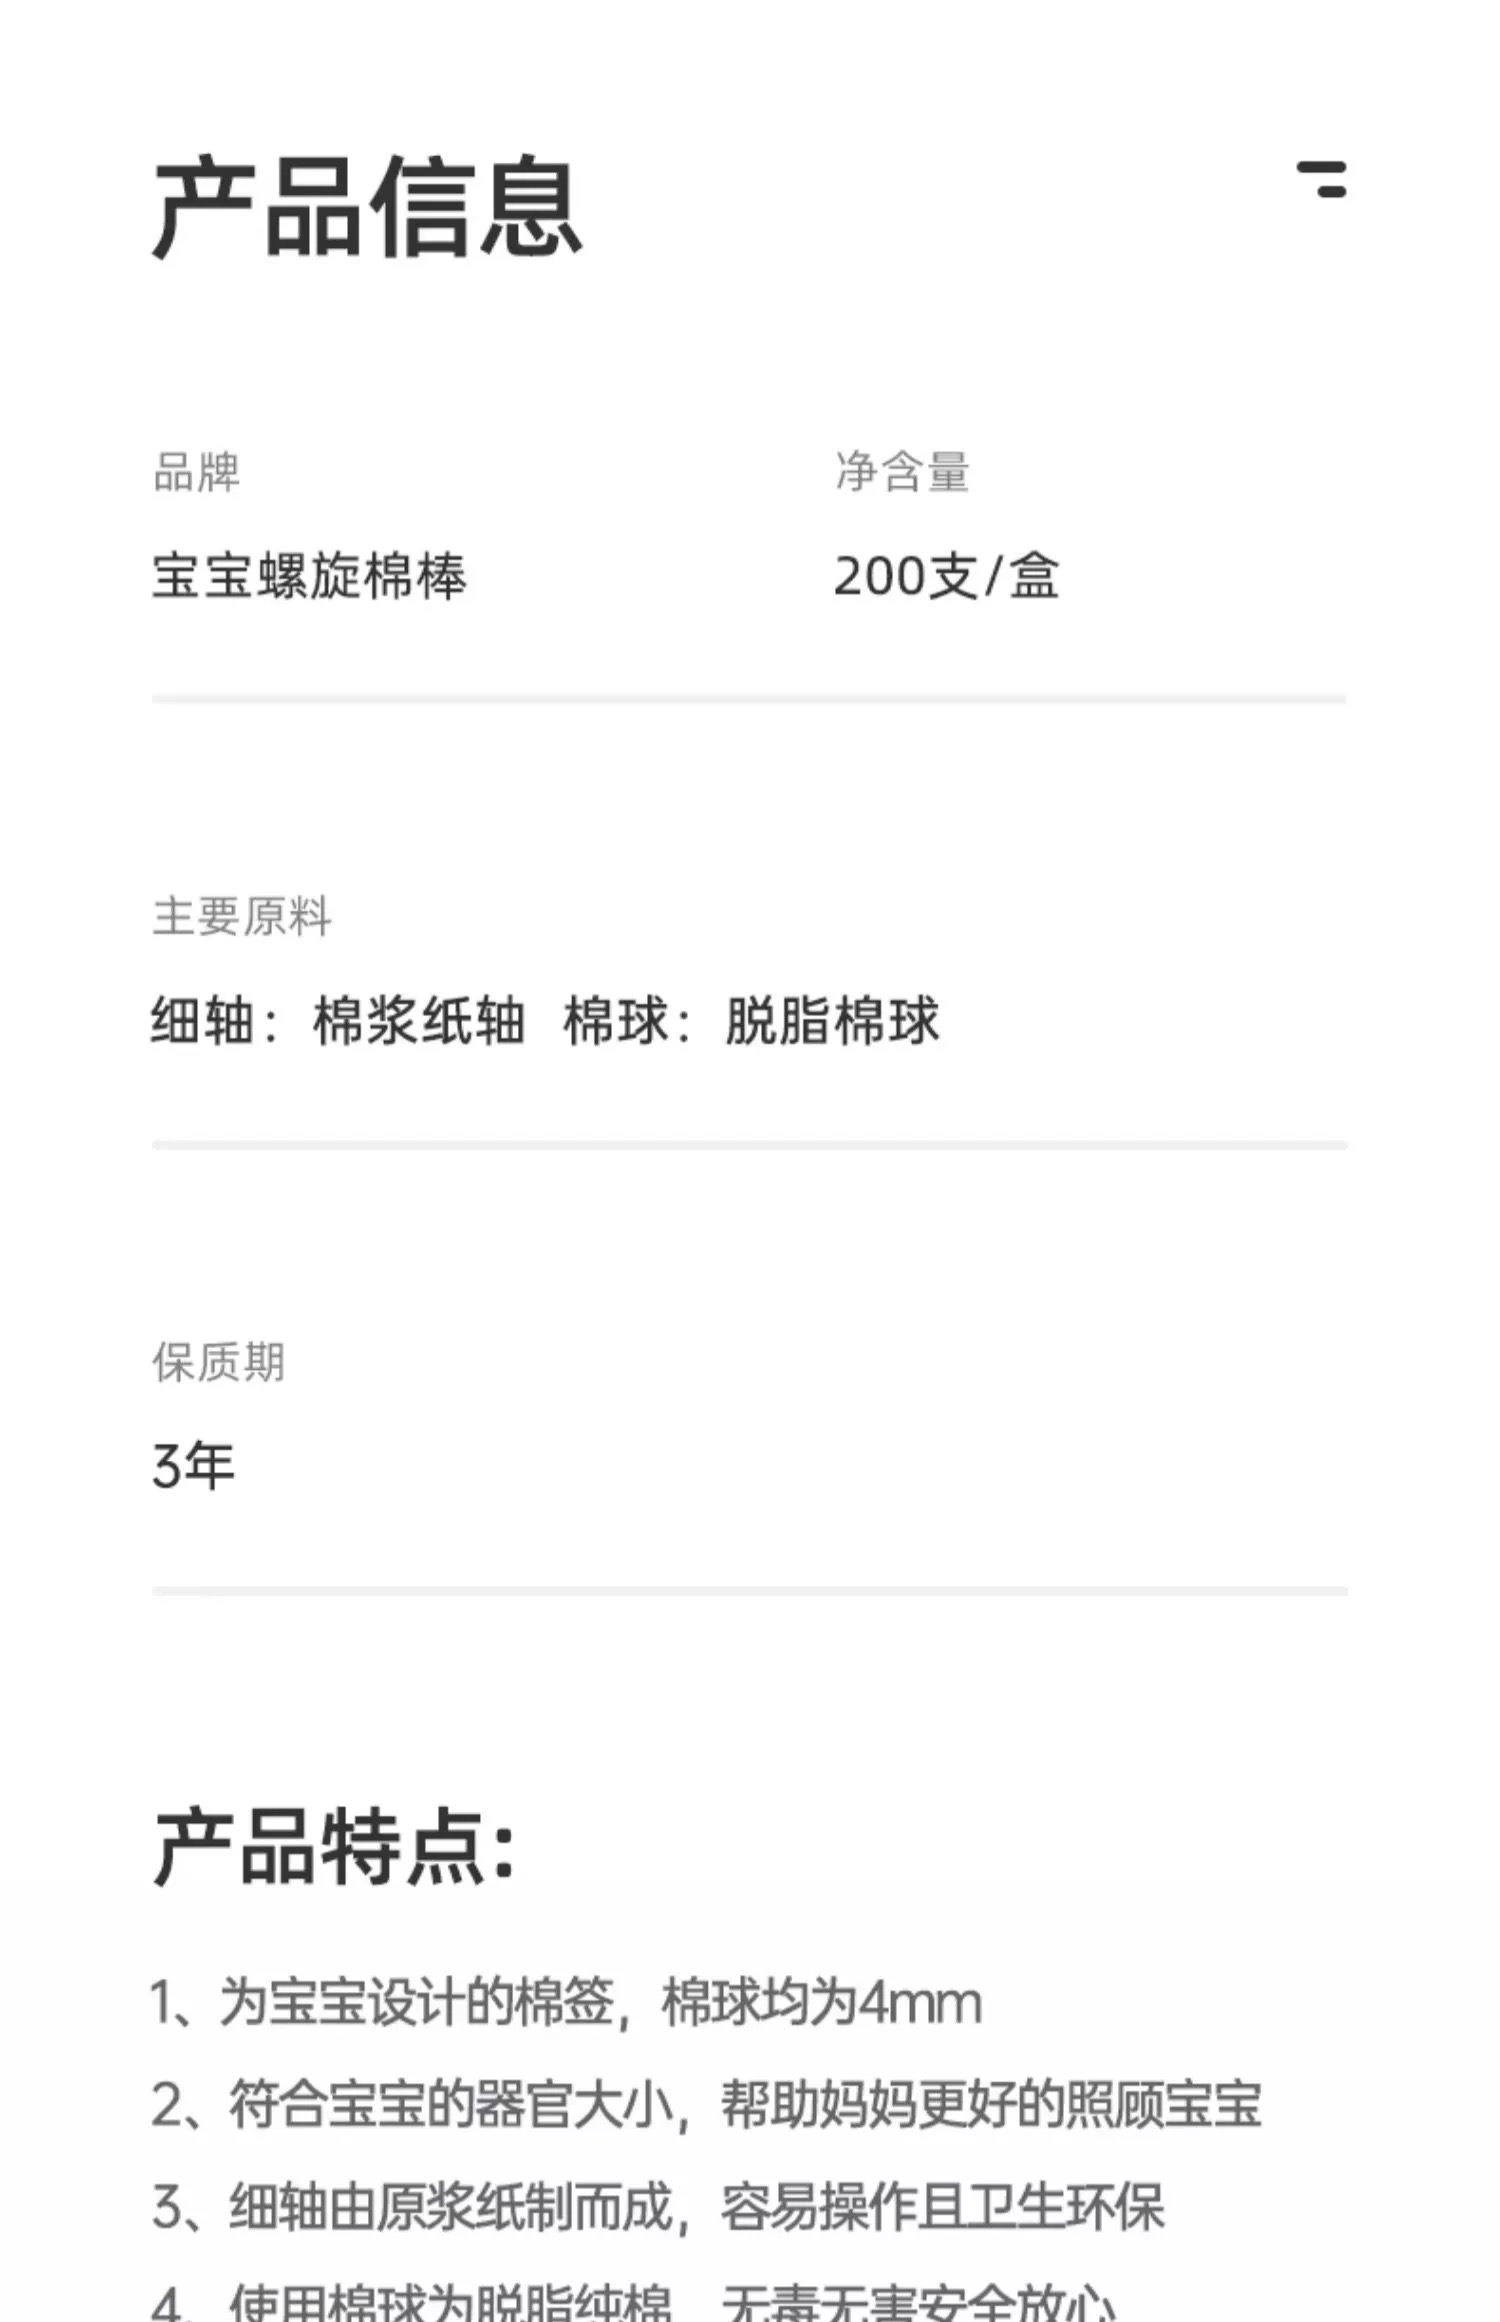 产品信息
品牌 净含量
宝宝螺旋棉棒 200支/盒
主要原料
细轴：棉浆纸轴 棉球：脱脂棉球
保质期
3年
产品特点:
1、为宝宝设计的棉签，棉球均为4mm
2、符合宝宝的器官大小，帮助妈妈更好的照顾宝宝
3、细轴由原浆纸制而成，容易操作且卫生环保
4、使用棉球为脱脂纯棉，无毒无害安全放心